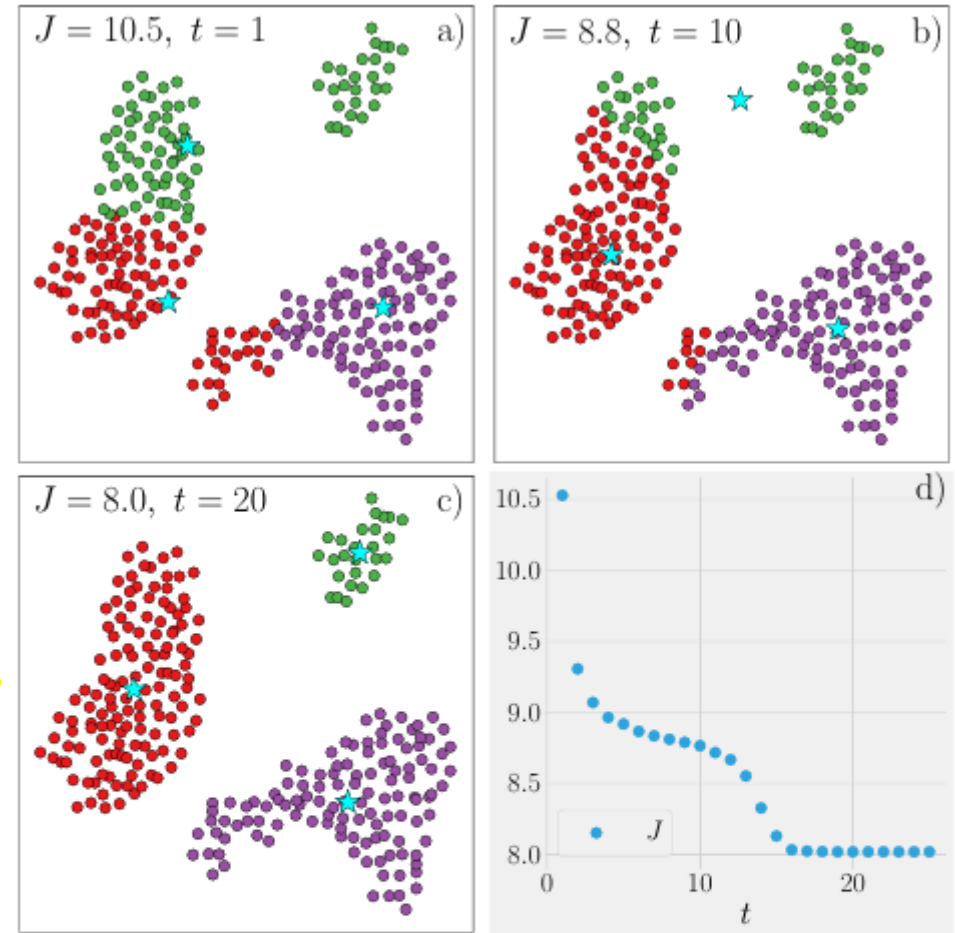 J = 10.5, t = 1
a)
J = 8.8, t = 10
b)
J = 8.0, t = 20
c)
d)
10.5
10.0
9.5
9.0
8.5
8.0
J
0
10
20
t